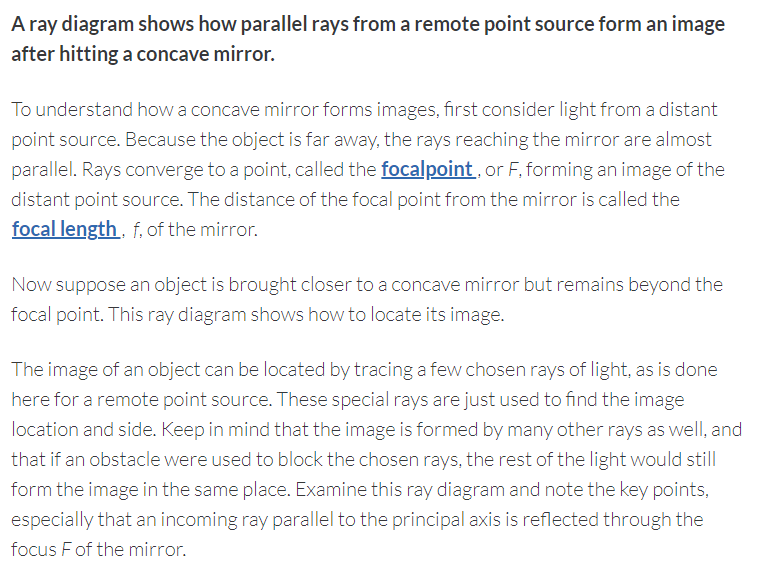 A ray diagram shows how parallel rays from a remote point source form an image
after hitting a concave mirror.
To understand how a concave mirror forms images, first consider light from a distant
point source. Because the object is far away, the rays reaching the mirror are almost
parallel. Rays converge to a point, called the focalpoint , or F, forming an image of the
distant point source. The distance of the focal point from the mirror is called the
focal length , f, of the mirror.
Now suppose an object is brought closer to a concave mirror but remains beyond the
focal point. This ray diagram shows how to locate its image.
The image of an object can be located by tracing a few chosen rays of light, as is done
here for a remote point source. These special rays are just used to find the image
location and side. Keep in mind that the image is formed by many other rays as well, and
that if an obstacle were used to block the chosen rays, the rest of the light would still
form the image in the same place. Examine this ray diagram and note the key points,
especially that an incoming ray parallel to the principal axis is reflected through the
focus F of the mirror.